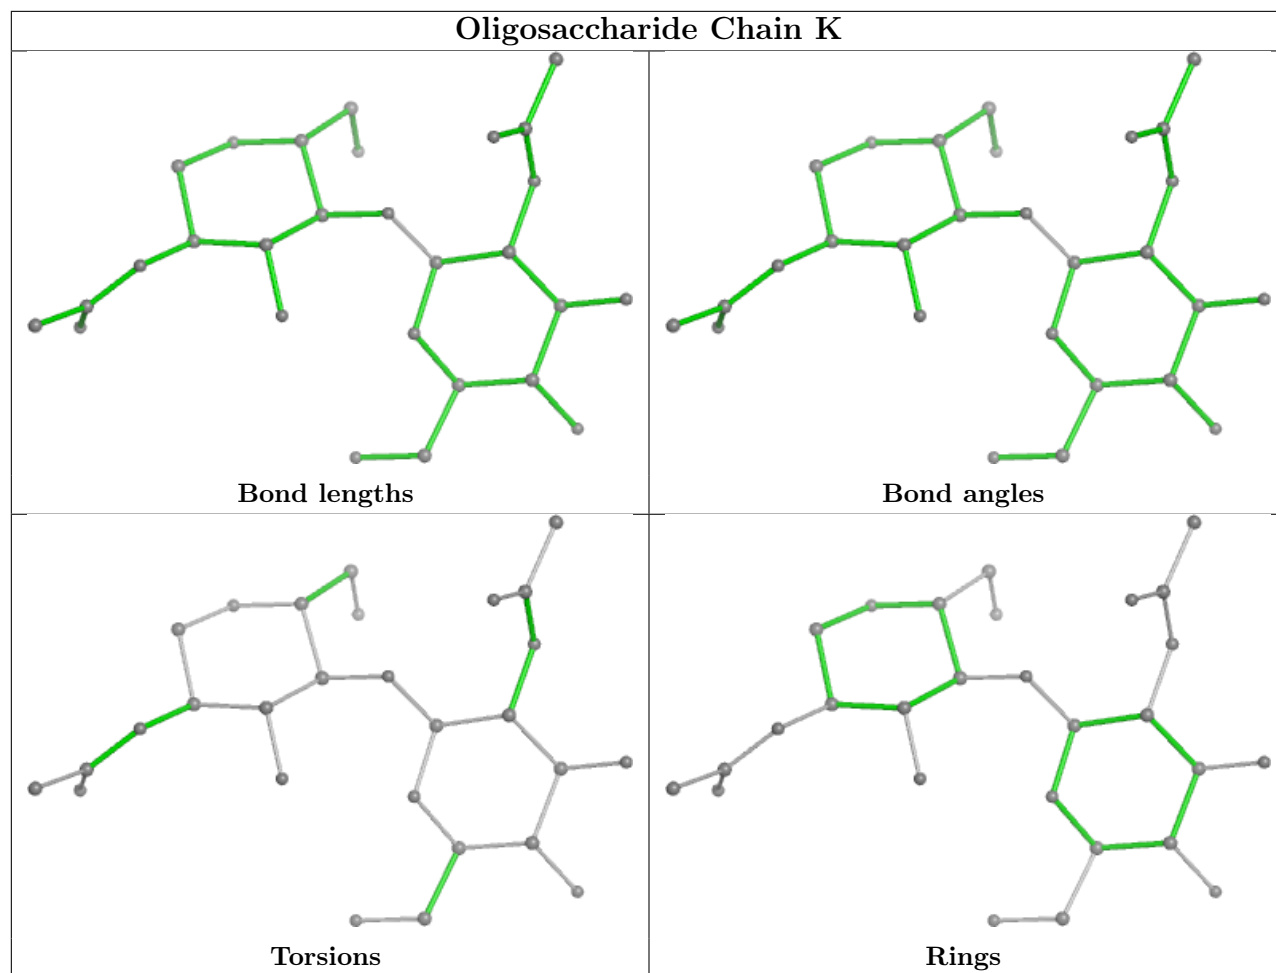 Oligosaccharide Chain K
Bond lengths
Bond angles
Torsions
Rings